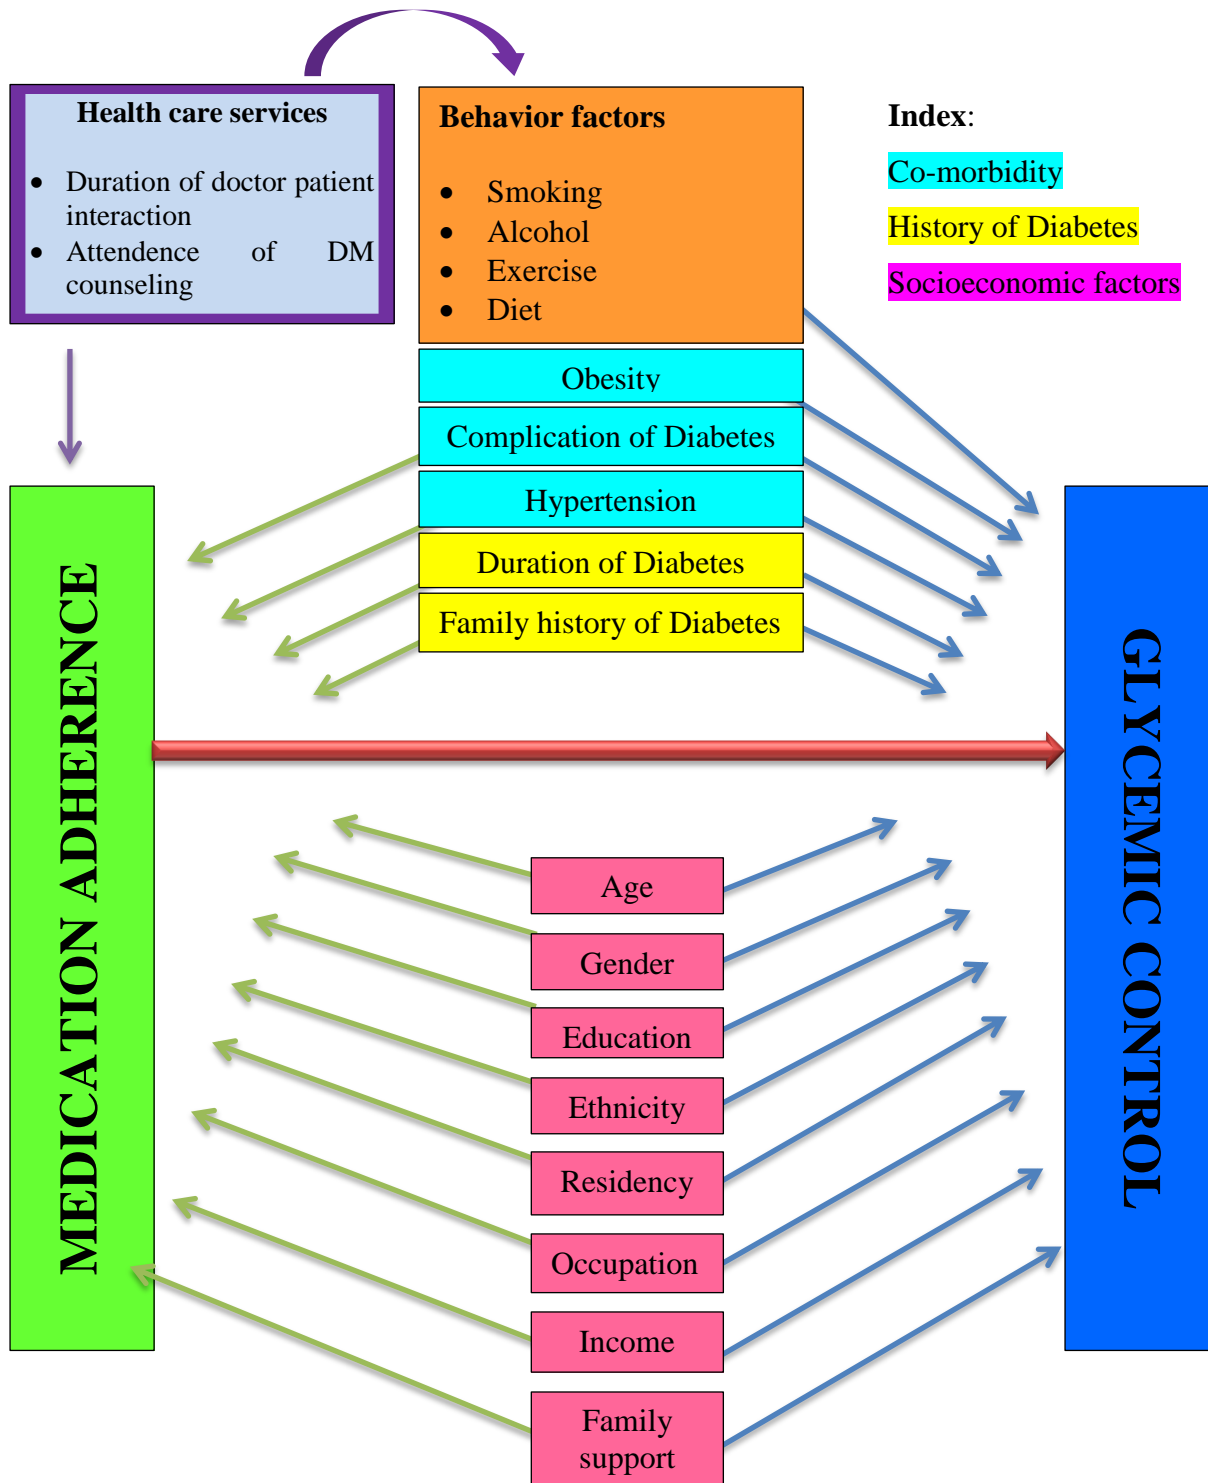 Health care services
• Duration of doctor patient
interaction
• Attendence of DM
counseling
Behavior factors
• Smoking
• Alcohol
• Exercise
• Diet
Index:
Co-morbidity
History of Diabetes
Socioeconomic factors
Obesity
Complication of Diabetes
Hypertension
Duration of Diabetes
Family history of Diabetes
MEDICATION ADHERENCE
GLYCEMIC CONTROL
Age
Gender
Education
Ethnicity
Residency
Occupation
Income
Family
support